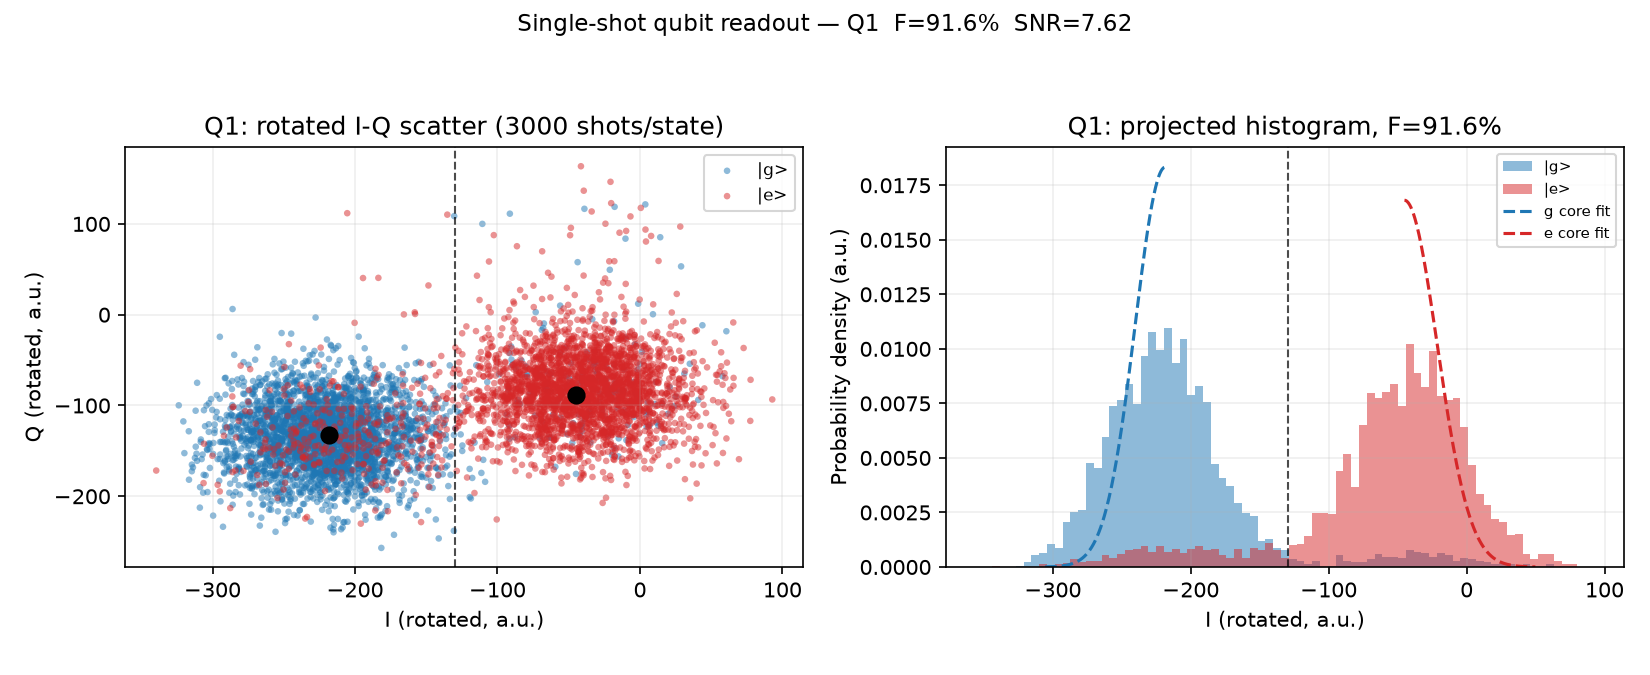 Single-shot qubit readout — Q1  F=91.6%  SNR=7.62
Q1: rotated I-Q scatter (3000 shots/state)
|g>
|e>
100
0
−100
−200
Q (rotated, a.u.)
−300
−200
−100
0
100
I (rotated, a.u.)
Q1: projected histogram, F=91.6%
|g>
|e>
g core fit
e core fit
0.0175
0.0150
0.0125
0.0100
0.0075
0.0050
0.0025
0.0000
Probability density (a.u.)
−300
−200
−100
0
100
I (rotated, a.u.)